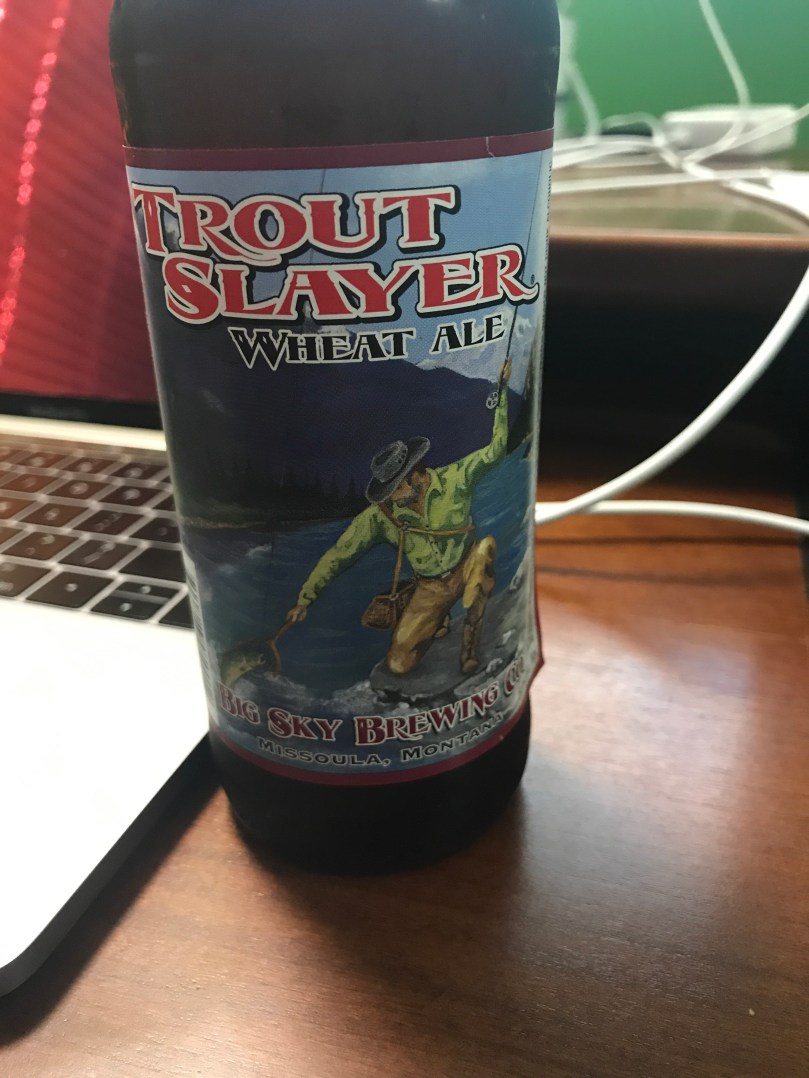 TROUT
SLAYER
WHEAT ALE
BIG SKY BREWING CO.
MISSOULA, MONTANA